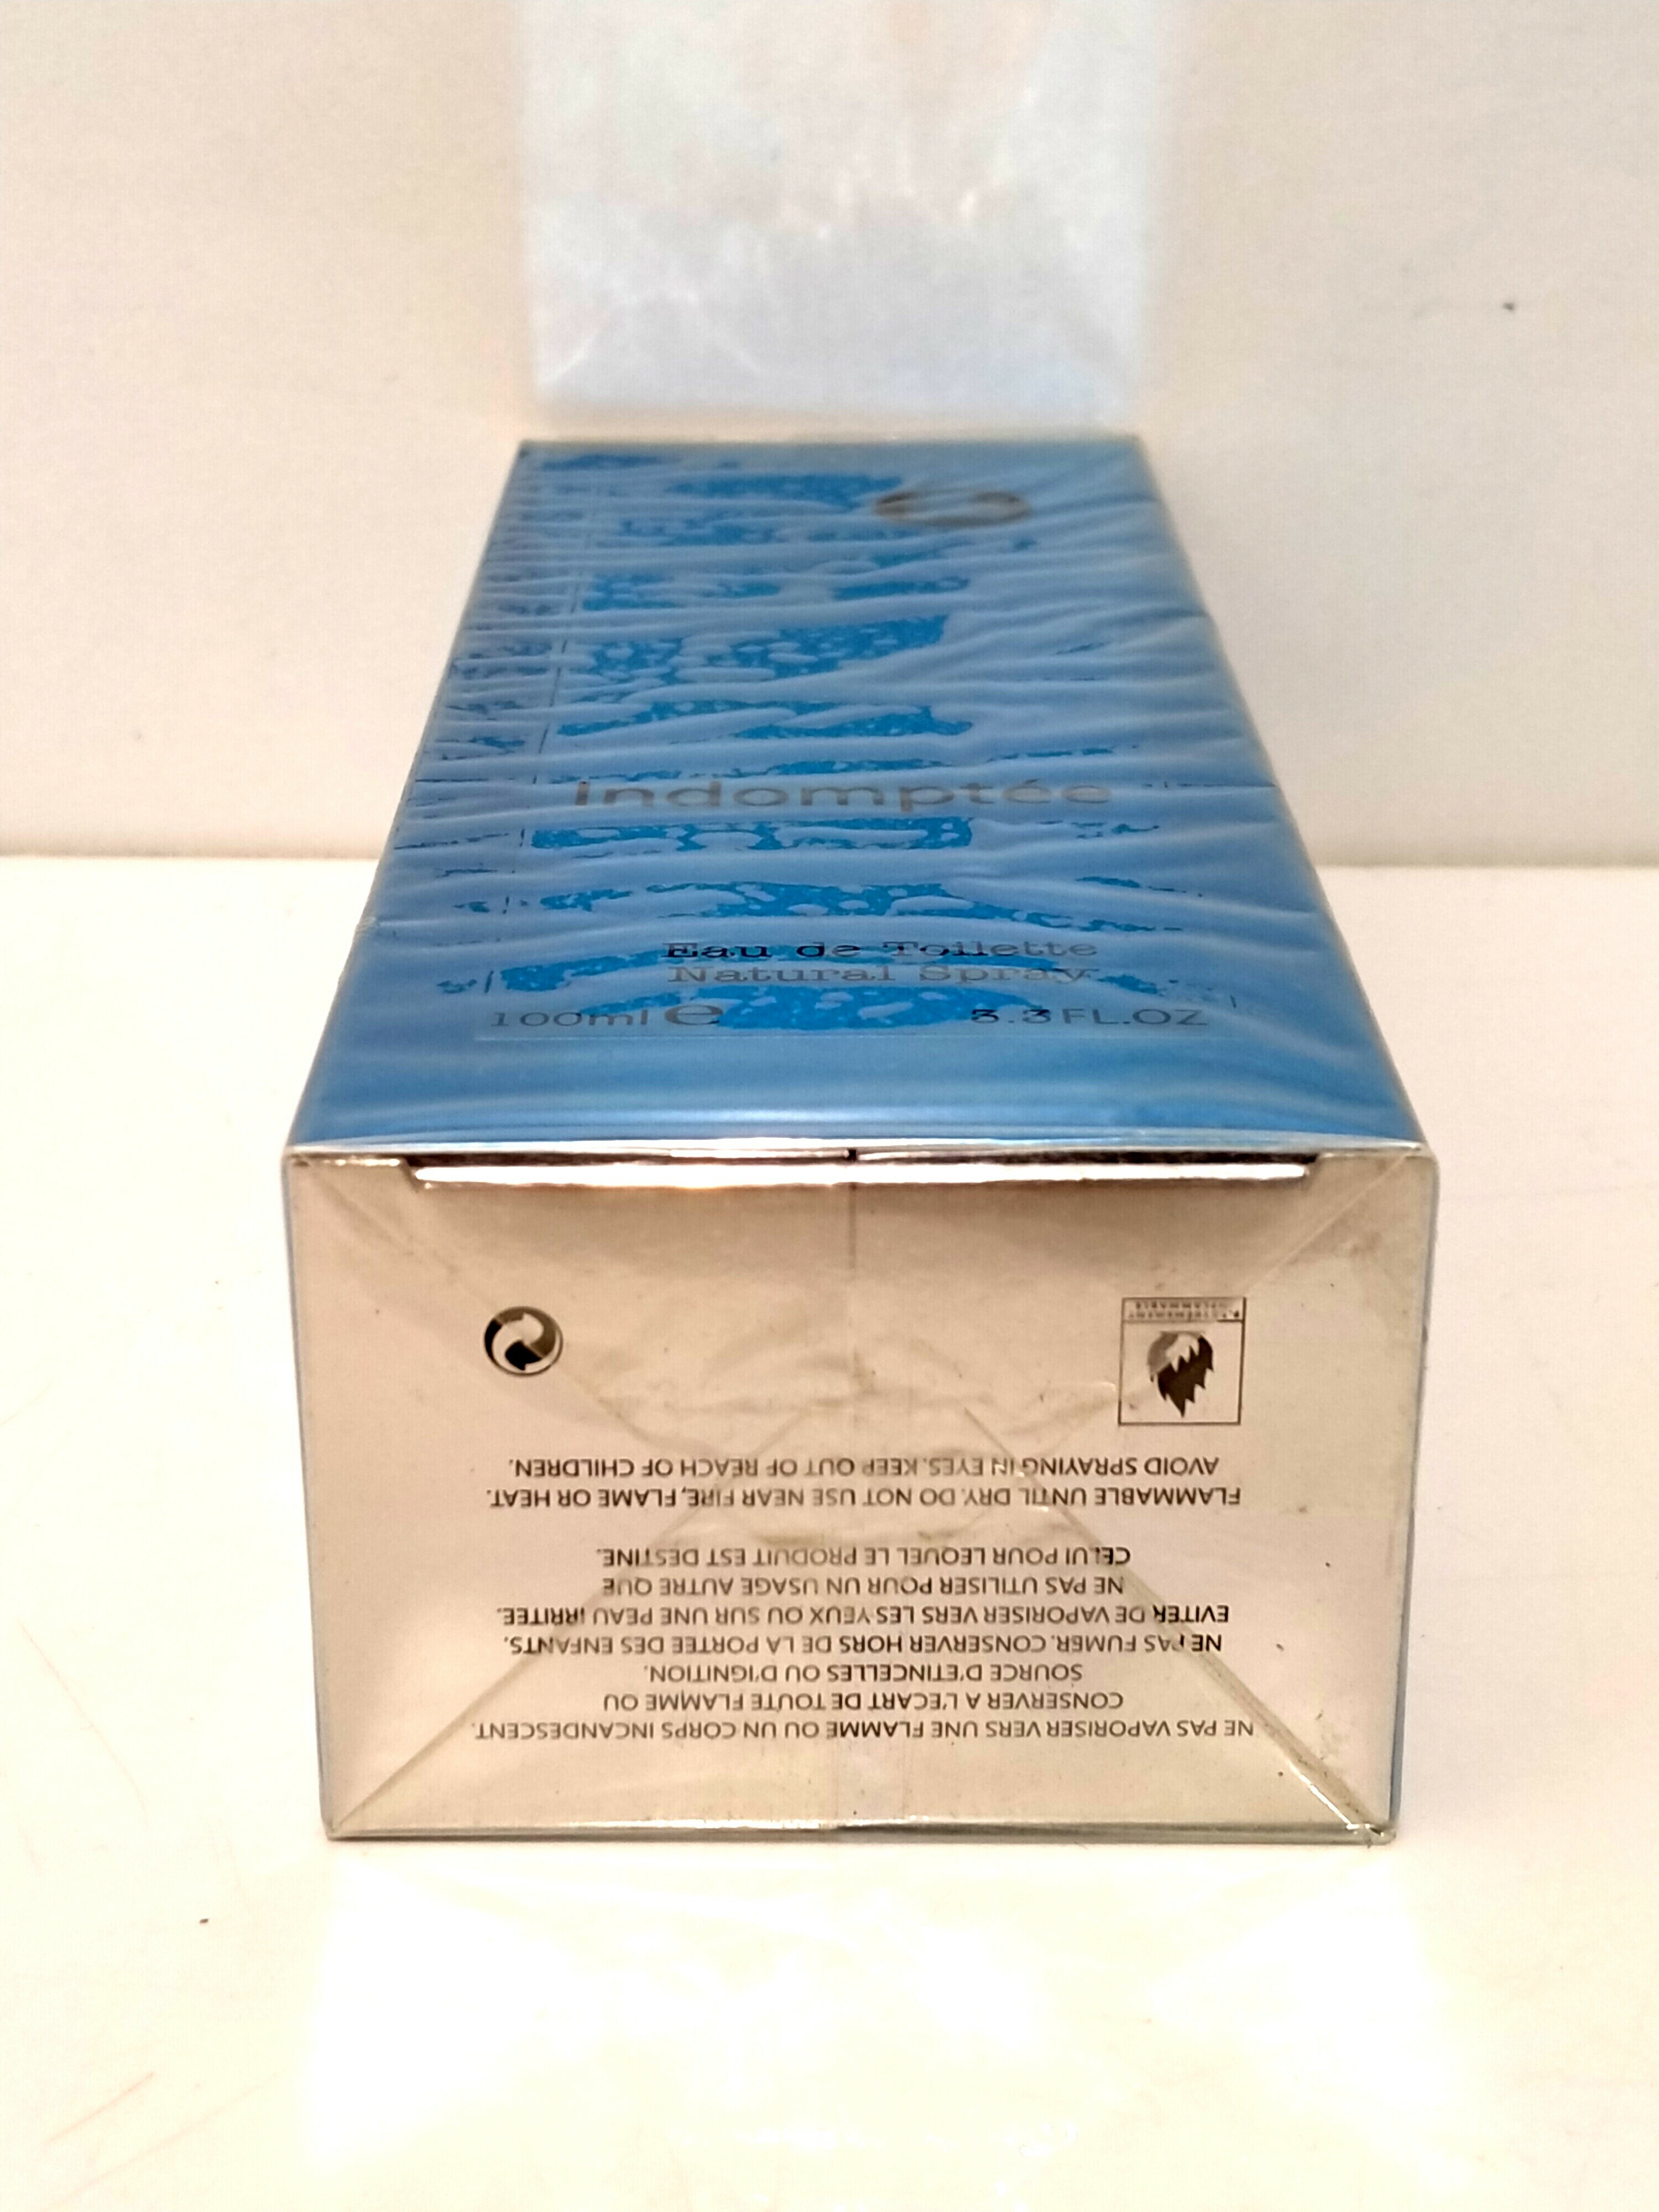 Indomptée
Eau de Toilette
Natural Spray
100ml e 3.3FL.OZ
NE PAS VAPORISER VERS UNE FLAMME OU UN CORPS INCANDESCENT.
CONSERVER A L'ECART DE TOUTE FLAMME OU
SOURCE D'ETINCELLES OU D'IGNITION.
NE PAS FUMER. CONSERVER HORS DE LA PORTEE DES ENFANTS.
EVITER DE VAPORISER VERS LES YEUX OU SUR UNE PEAU IRRITEE.
NE PAS UTILISER POUR UN USAGE AUTRE QUE
CELUI POUR LEQUEL LE PRODUIT EST DESTINE.
FLAMMABLE UNTIL DRY. DO NOT USE NEAR FIRE, FLAME OR HEAT.
AVOID SPRAYING IN EYES. KEEP OUT OF REACH OF CHILDREN.